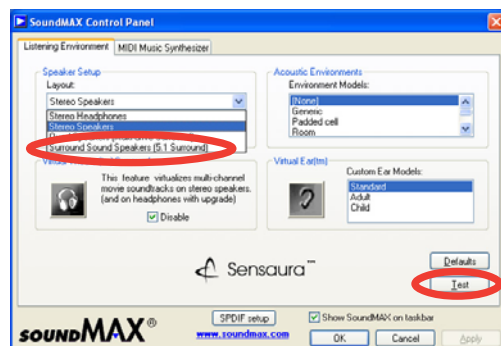 SoundMAX Control Panel
Listening Environment MIDI Music Synthesizer
Speaker Setup
Layout:
Stereo Speakers
Stereo Headphones
Stereo Speakers
Surround Sound Speakers (5.1 Surround)
This feature virtualizes multi-channel
movie soundtracks on stereo speakers.
(and on headphones with upgrade)
Disable
Acoustic Environments
Environment Models:
(None)
Generic
Padded cell
Room
Virtual Ear(tm)
Custom Ear Models:
Standard
Adult
Child
Sensaura™
Defaults
Test
SPDIF setup
Show SoundMAX on taskbar
SOUNDMAX®
www.soundmax.com
OK Cancel Apply